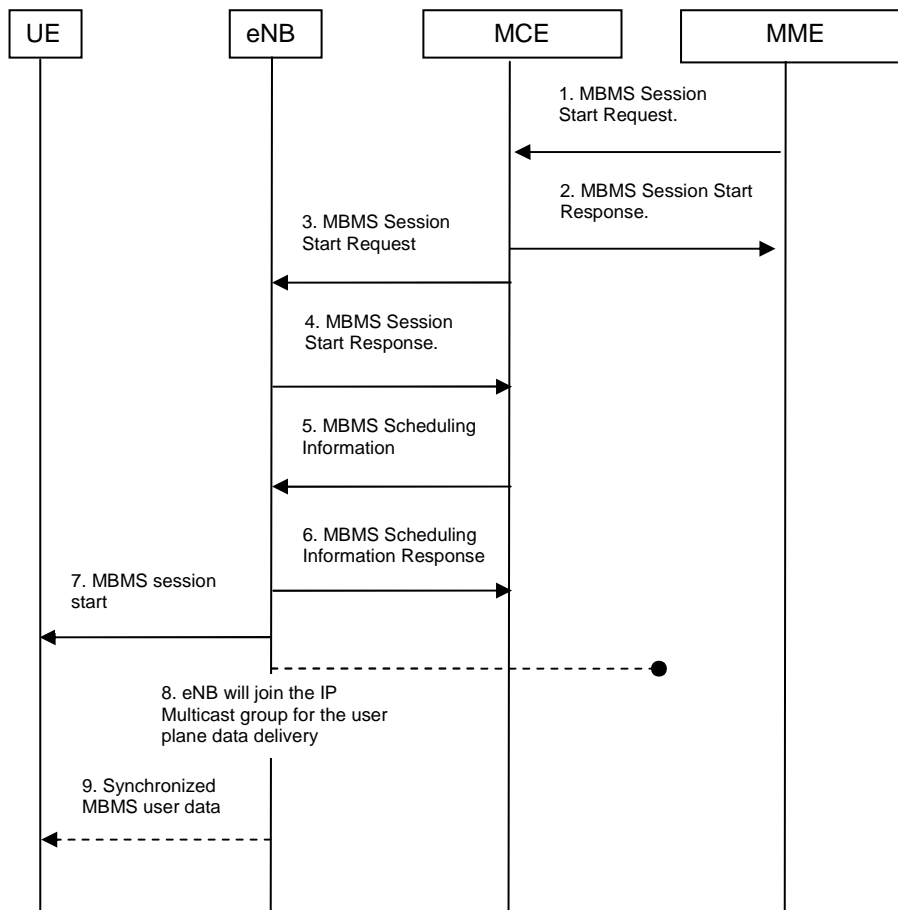 UE
eNB
MCE
MME
1. MBMS Session
Start Request.
2. MBMS Session Start
Response.
3. MBMS Session
Start Request
4. MBMS Session
Start Response.
5. MBMS Scheduling
Information
6. MBMS Scheduling
Information Response
7. MBMS session
start
8. eNB will join the IP
Multicast group for the user
plane data delivery
9. Synchronized
MBMS user data